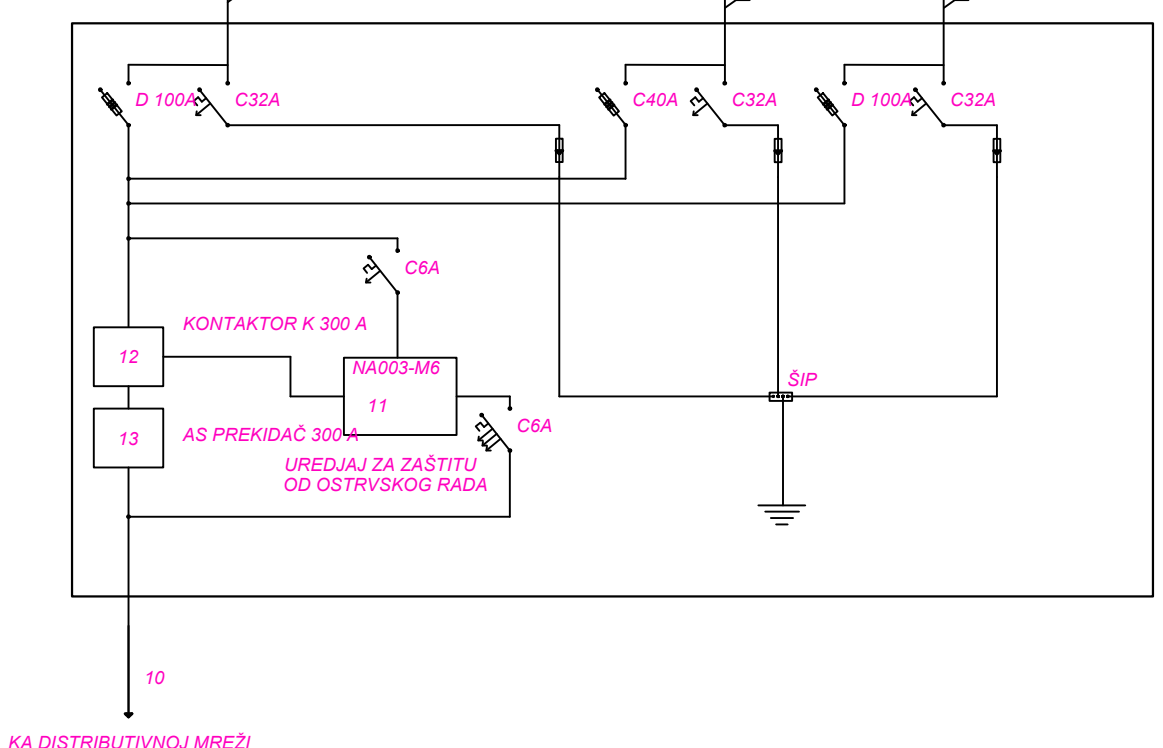 D 100A
C32A
C40A
C32A
D 100A
C32A
C6A
KONTAKTOR K 300 A
12
NA003-M6
11
ŠIP
13
AS PREKIDAČ 300 A
C6A
UREDJAJ ZA ZAŠTITU
OD OSTRVSKOG RADA
10
KA DISTRIBUTIVNOJ MREŽI